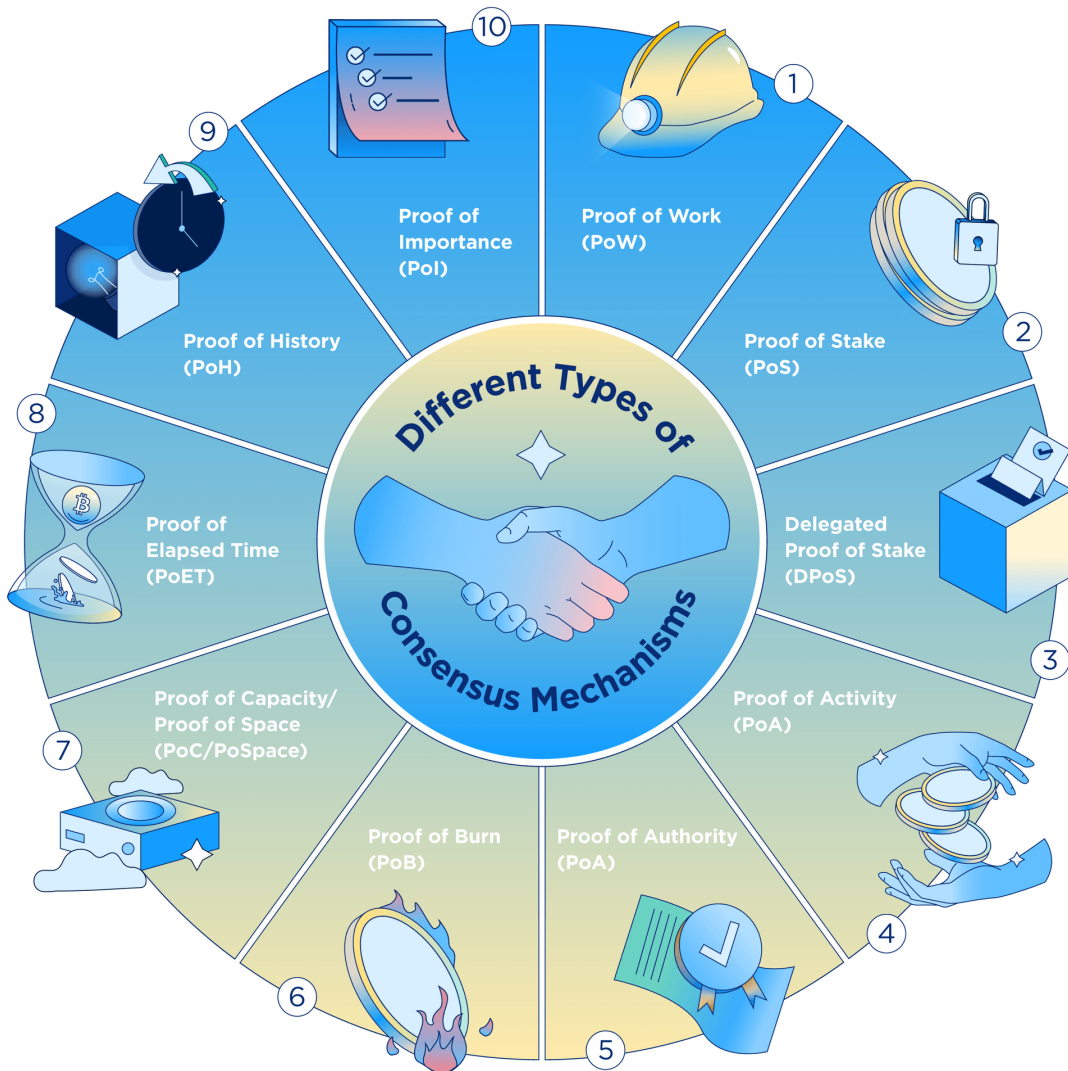 Different Types of
Consensus Mechanisms
1
Proof of Work
(PoW)
2
Proof of Stake
(PoS)
3
Delegated
Proof of Stake
(DPoS)
4
Proof of Activity
(PoA)
5
Proof of Authority
(PoA)
6
Proof of Burn
(PoB)
7
Proof of Capacity/
Proof of Space
(PoC/PoSpace)
8
Proof of
Elapsed Time
(PoET)
9
Proof of History
(PoH)
10
Proof of
Importance
(PoI)